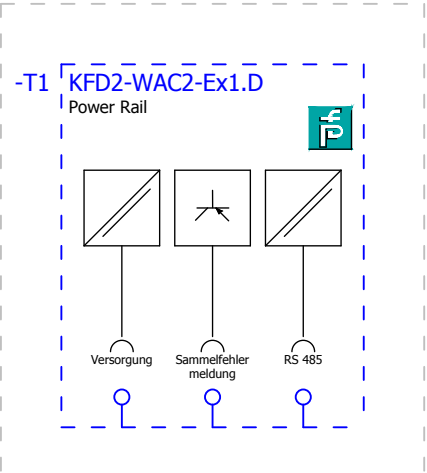 -T1 KFD2-WAC2-Ex1.D
Power Rail
Versorgung
Sammelfehler
meldung
RS 485